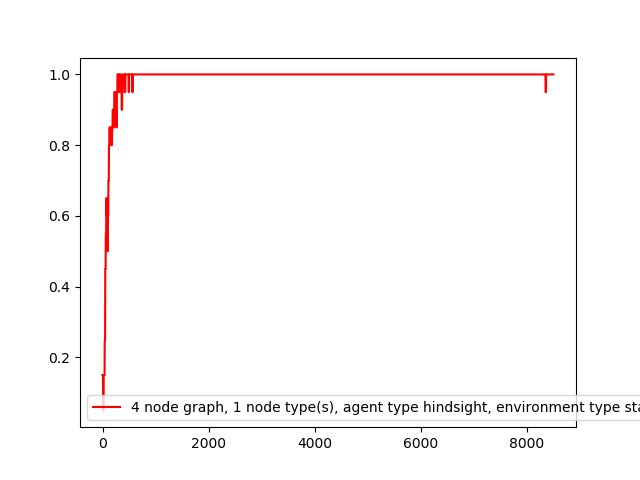 1.0
0.8
0.6
0.4
0.2
4 node graph, 1 node type(s), agent type hindsight, environment type sta
0 2000 4000 6000 8000